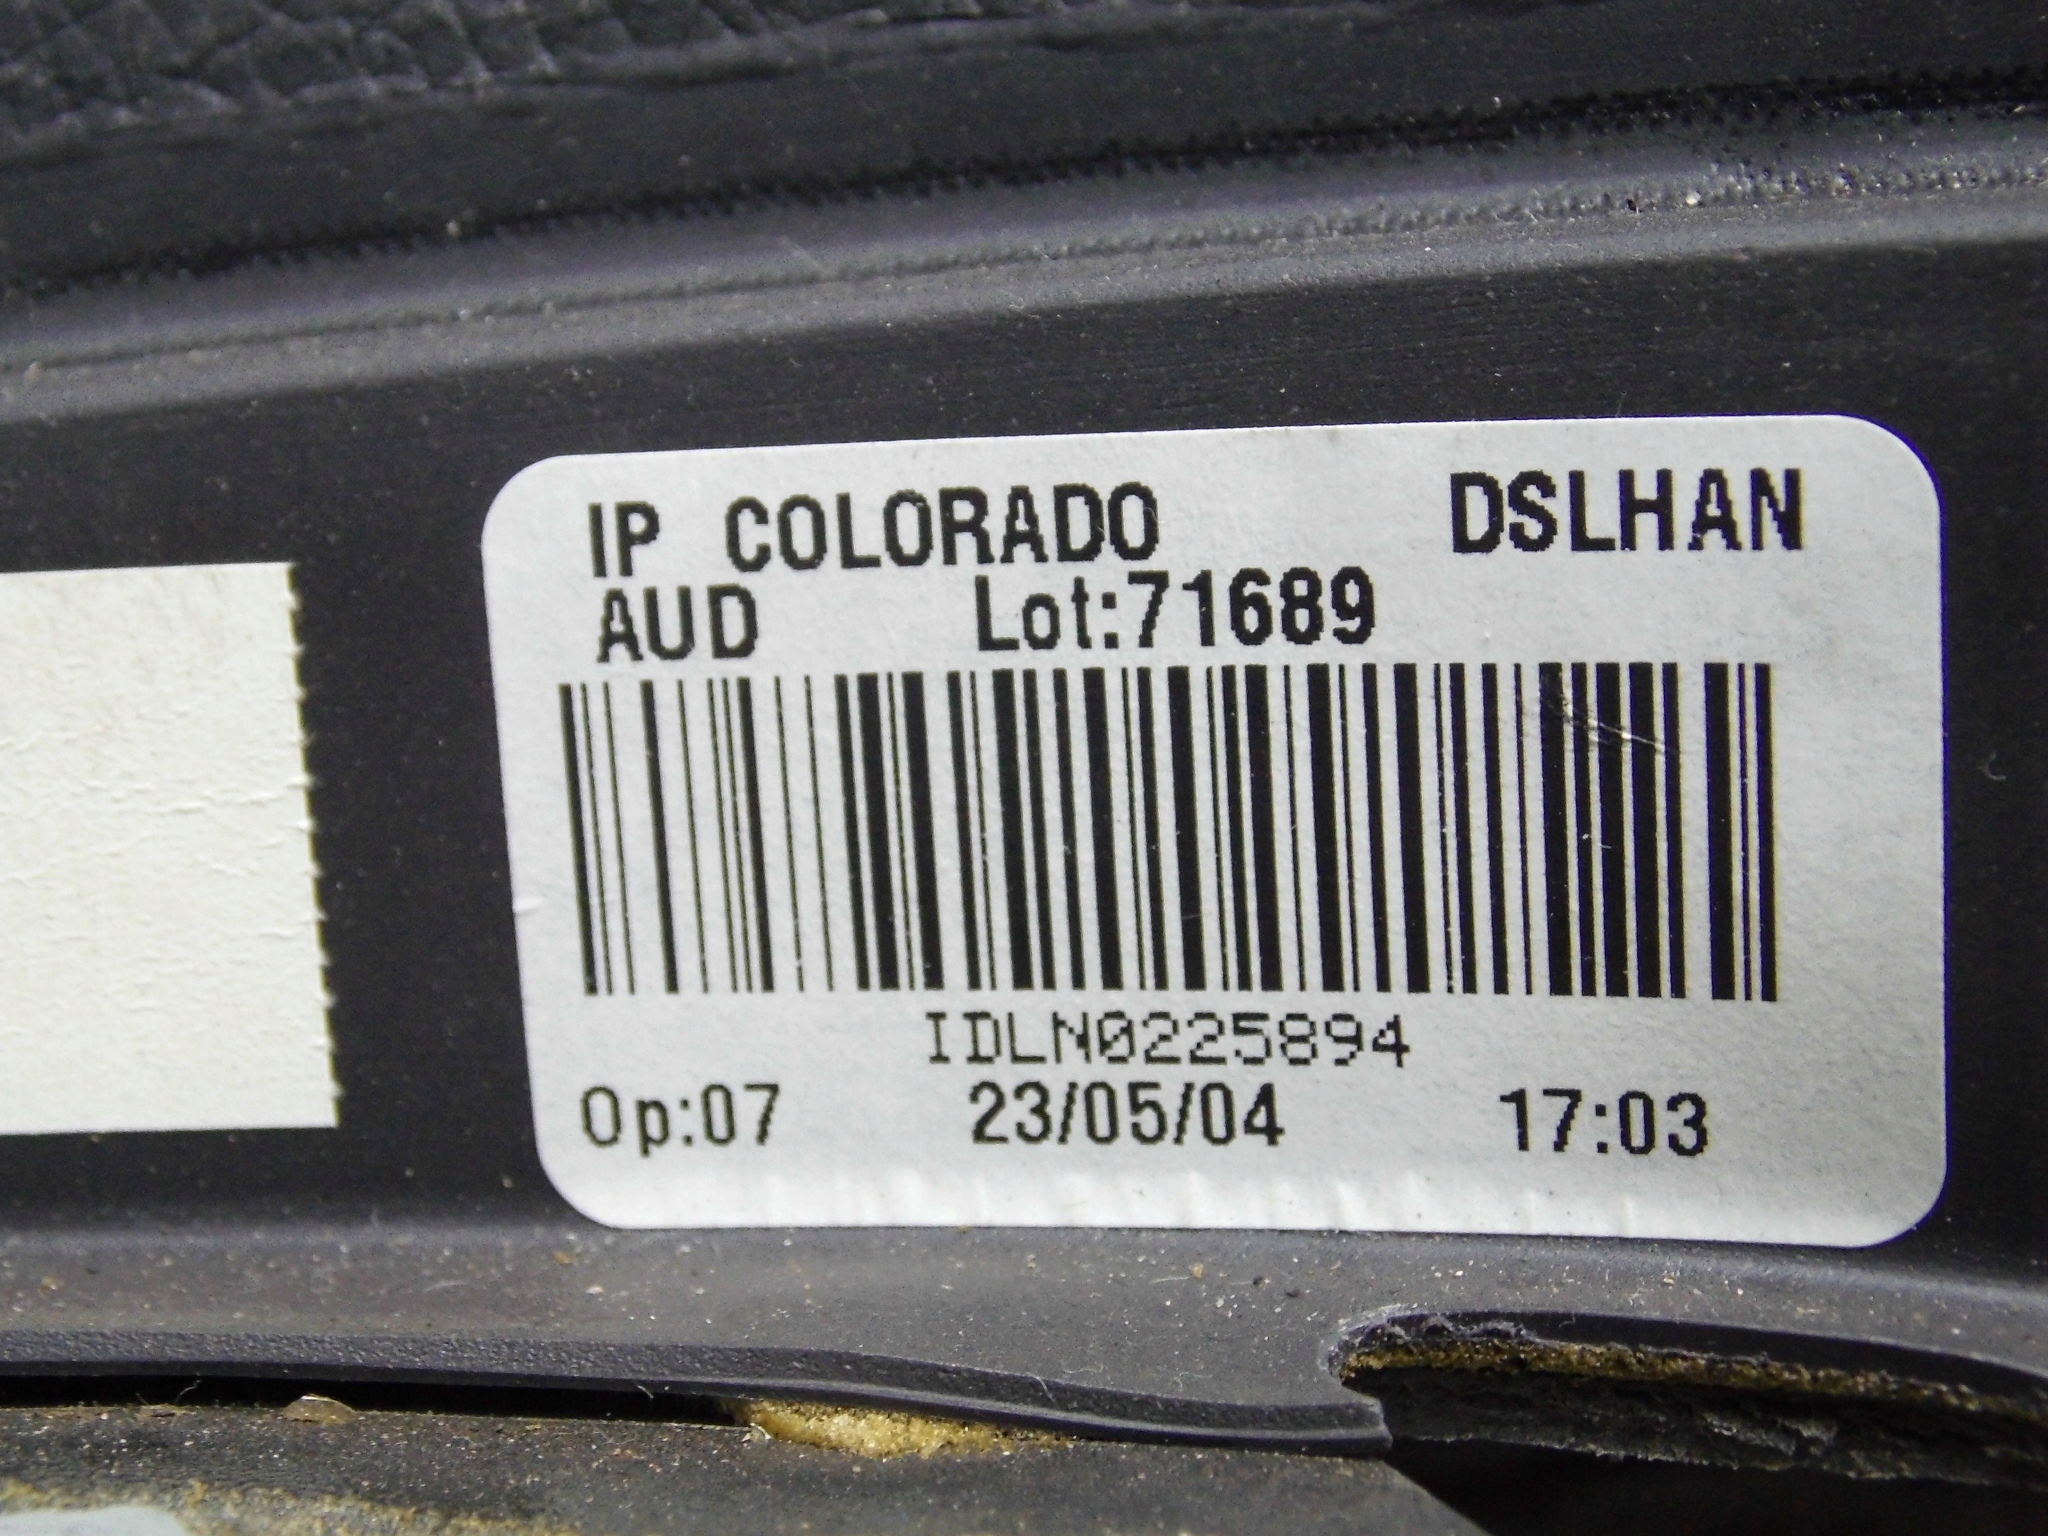 IP COLORADO DSLHAN
AUD Lot:71689
IDLN0225894
Op:07 23/05/04 17:03